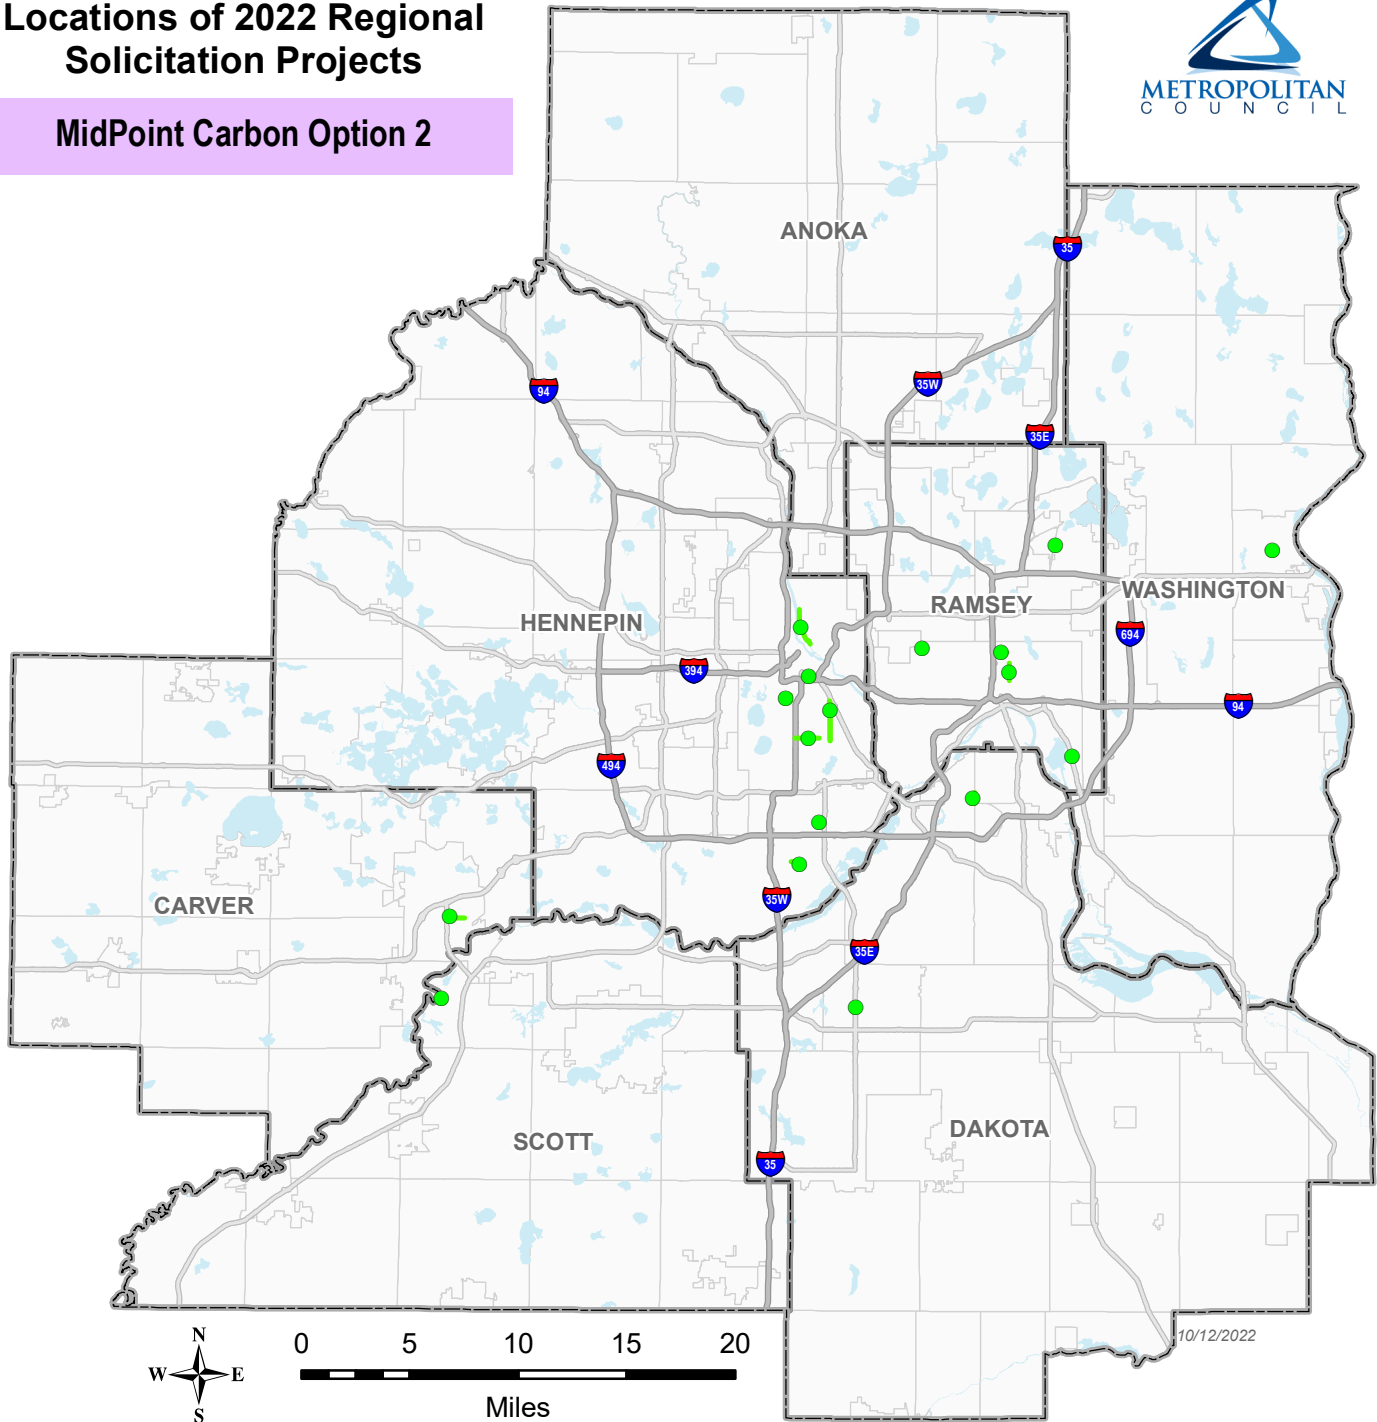 Locations of 2022 Regional
Solicitation Projects
MidPoint Carbon Option 2
METROPOLITAN
COUNCIL
ANOKA
35
94
35W
35E
WASHINGTON
RAMSEY
HENNEPIN
694
394
94
494
CARVER
35W
35E
DAKOTA
SCOTT
35
10/12/2022
N
W E
S
0 5 10 15 20
Miles